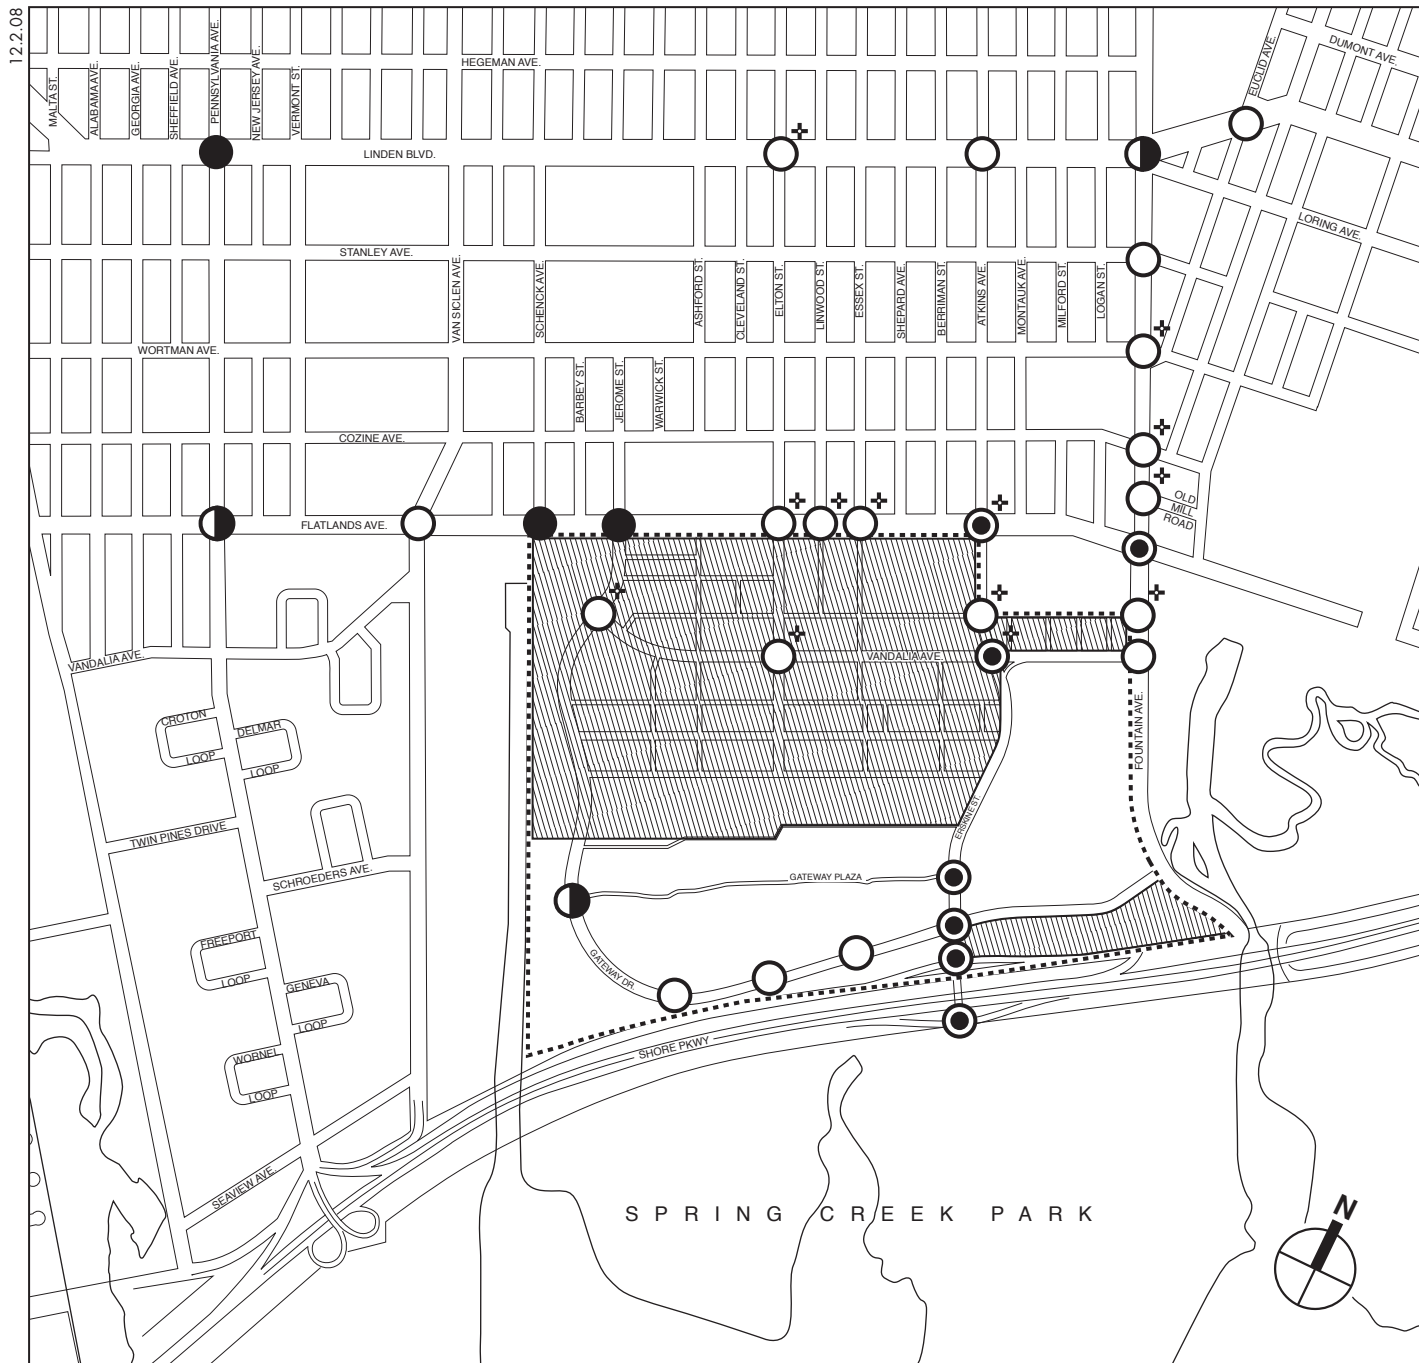 12.2.08
HEGEMAN AVE.
DUMONT AVE.
EUCLID AVE.
MALTA ST.
ALABAMA AVE.
GEORGIA AVE.
SHEFFIELD AVE.
PENNSYLVANIA AVE.
NEW JERSEY AVE.
VERMONT ST.
LINDEN BLVD.
LORING AVE.
STANLEY AVE.
VAN SICLEN AVE.
SCHENCK AVE.
ASHFORD ST.
CLEVELAND ST.
ELTON ST.
LINWOOD ST.
ESSEX ST.
SHEPARD AVE.
BERRIMAN ST.
ATKINS AVE.
MONTAUK AVE.
MILFORD ST.
LOGAN ST.
WORTMAN AVE.
BARBEY ST.
JEROME ST.
WARWICK ST.
COZINE AVE.
OLD
MILL
ROAD
FLATLANDS AVE.
VANDALIA AVE.
VANDALIA AVE.
FOUNTAIN AVE.
CROTON
LOOP
DELMAR
LOOP
ERSKINE ST.
TWIN PINES DRIVE
SCHROEDERS AVE.
GATEWAY PLAZA
FREEPORT
LOOP
GATEWAY DR.
GENEVA
LOOP
SHORE PKWY
WORNEL
LOOP
SEAVIEW AVE.
SPRING CREEK PARK
N